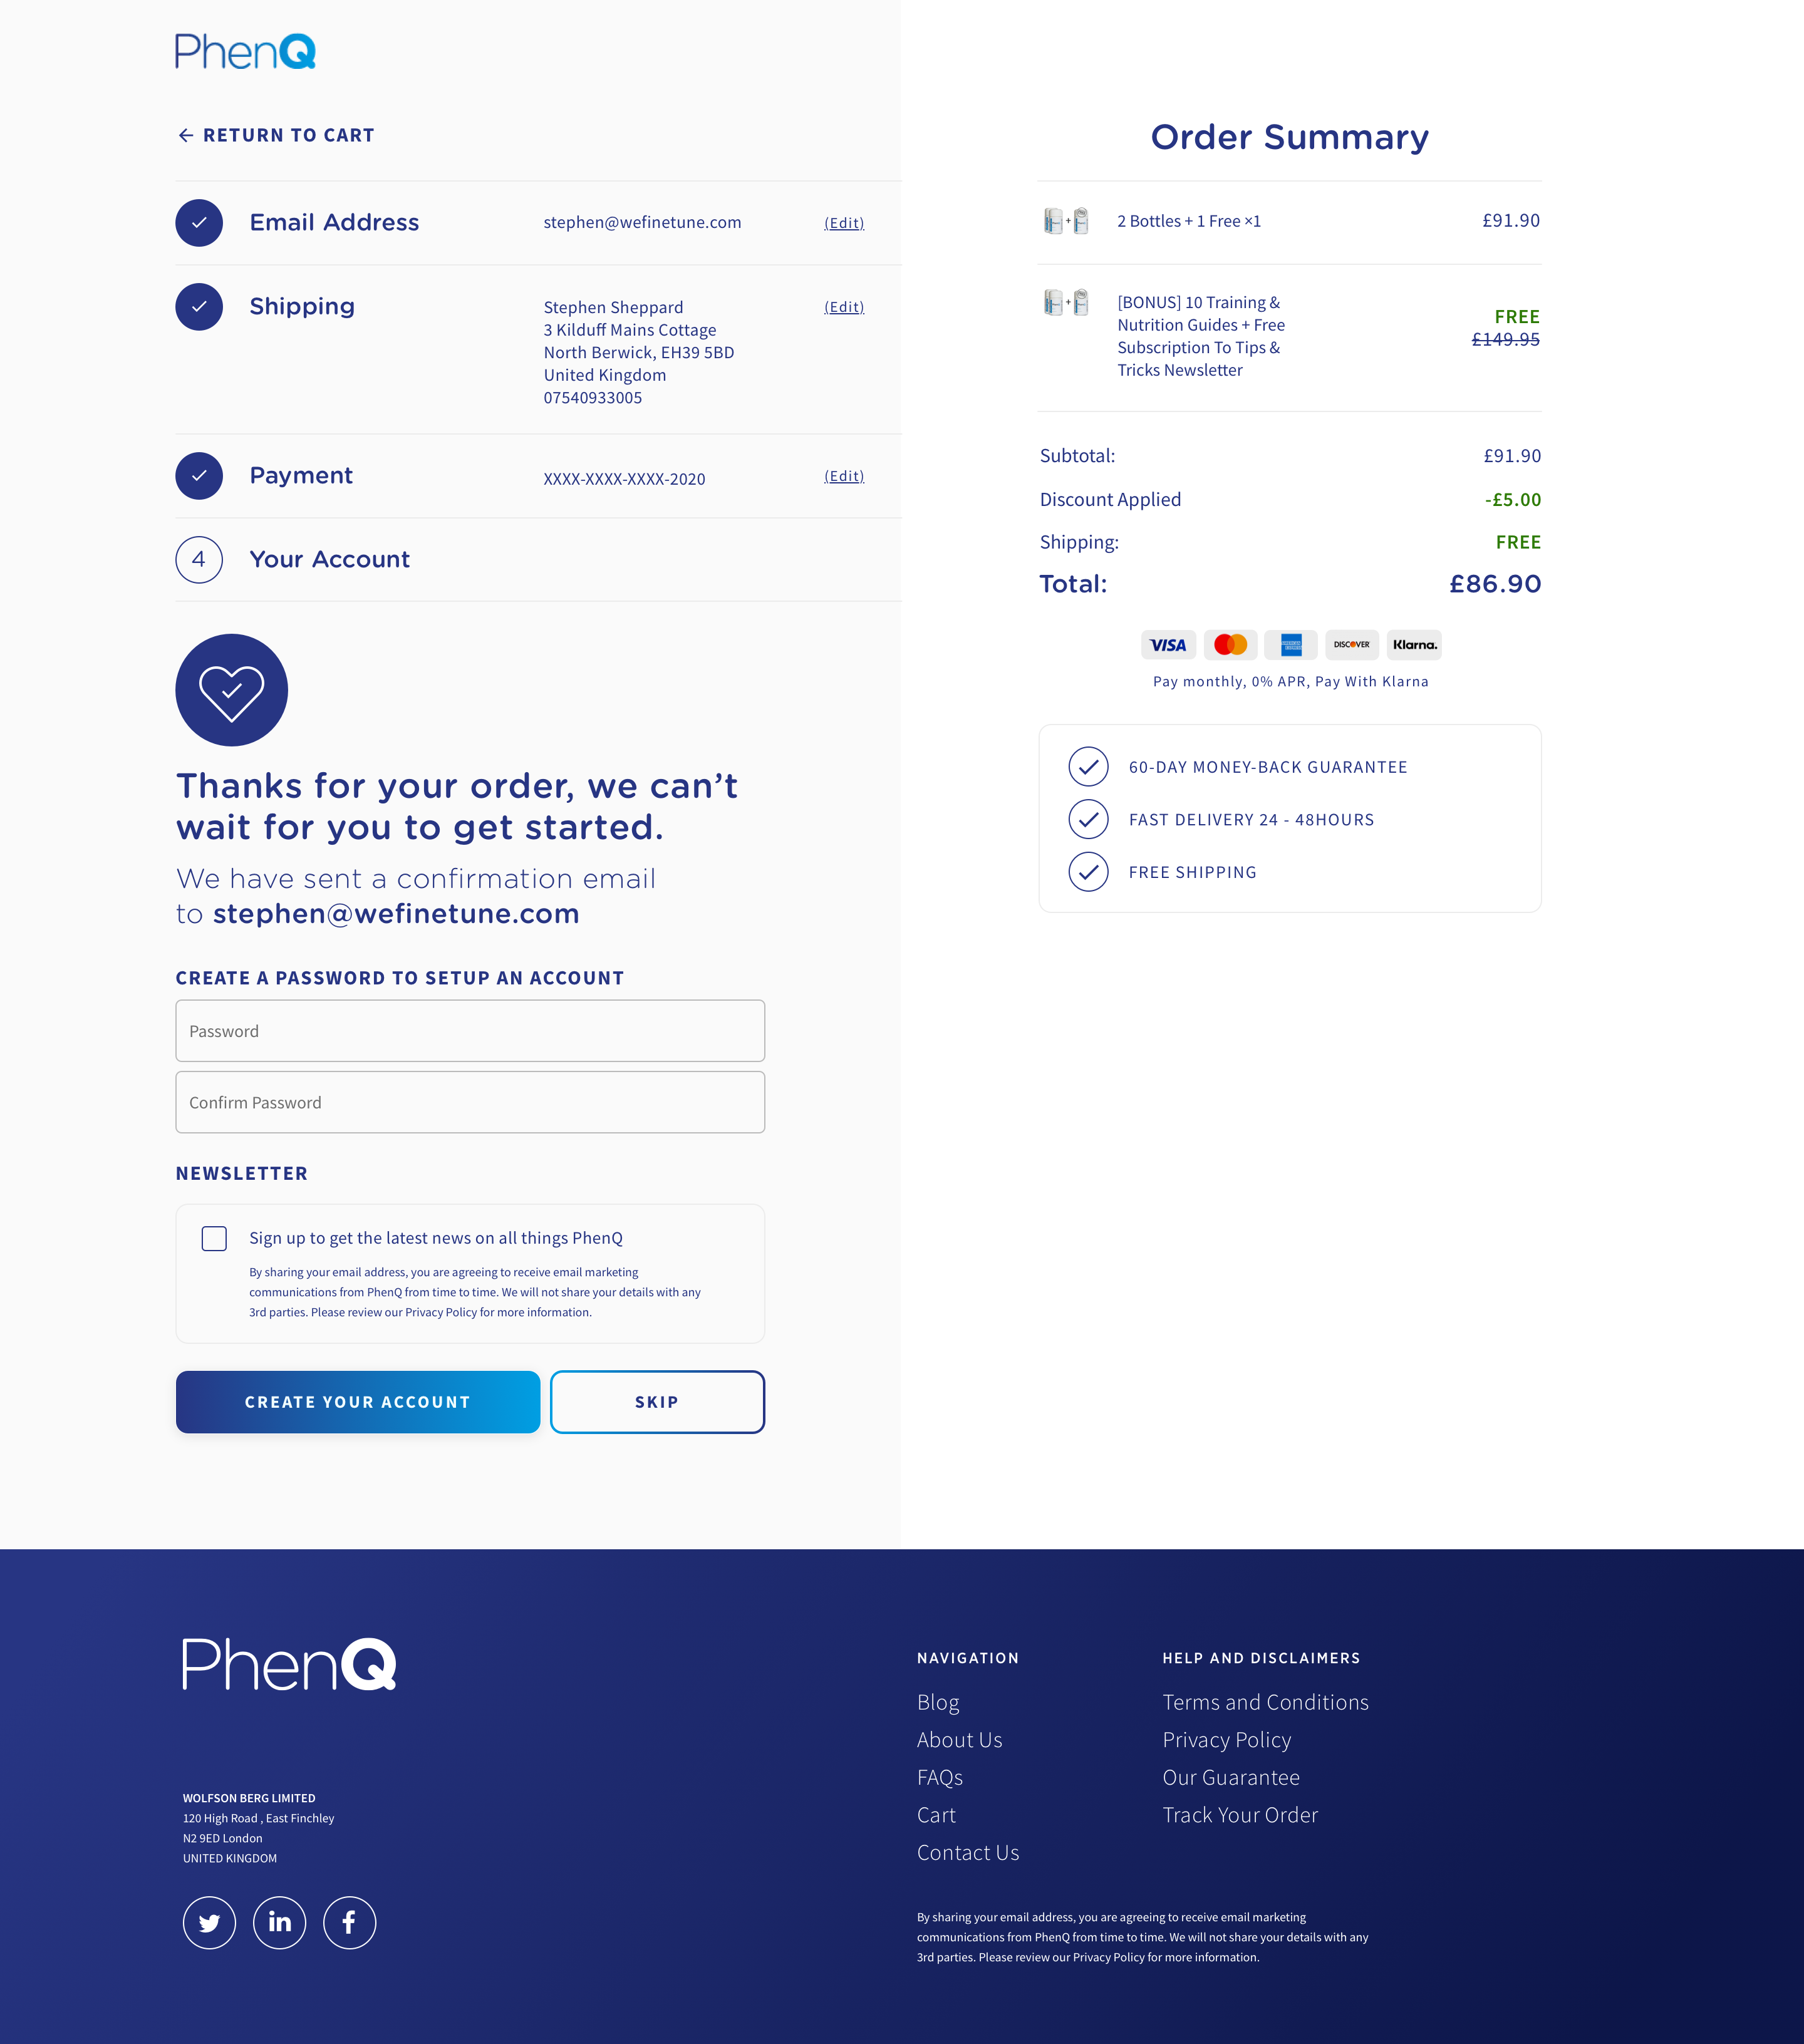 PhenQ
← RETURN TO CART
Email Address stephen@wefinetune.com (Edit)
Shipping (Edit)
Stephen Sheppard
3 Kilduff Mains Cottage
North Berwick, EH39 5BD
United Kingdom
07540933005
Payment XXXX-XXXX-XXXX-2020 (Edit)
4 Your Account
Thanks for your order, we can’t
wait for you to get started.
We have sent a confirmation email
to stephen@wefinetune.com
CREATE A PASSWORD TO SETUP AN ACCOUNT
Password
Confirm Password
NEWSLETTER
Sign up to get the latest news on all things PhenQ
By sharing your email address, you are agreeing to receive email marketing
communications from PhenQ from time to time. We will not share your details with any
3rd parties. Please review our Privacy Policy for more information.
CREATE YOUR ACCOUNT
SKIP
Order Summary
2 Bottles + 1 Free ×1 £91.90
[BONUS] 10 Training &
Nutrition Guides + Free
Subscription To Tips &
Tricks Newsletter
FREE
£149.95
Subtotal: £91.90
Discount Applied -£5.00
Shipping: FREE
Total: £86.90
VISA DISCOVER Klarna.
Pay monthly, 0% APR, Pay With Klarna
60-DAY MONEY-BACK GUARANTEE
FAST DELIVERY 24 - 48HOURS
FREE SHIPPING
PhenQ
WOLFSON BERG LIMITED
120 High Road , East Finchley
N2 9ED London
UNITED KINGDOM
NAVIGATION
Blog
About Us
FAQs
Cart
Contact Us
HELP AND DISCLAIMERS
Terms and Conditions
Privacy Policy
Our Guarantee
Track Your Order
By sharing your email address, you are agreeing to receive email marketing
communications from PhenQ from time to time. We will not share your details with any
3rd parties. Please review our Privacy Policy for more information.